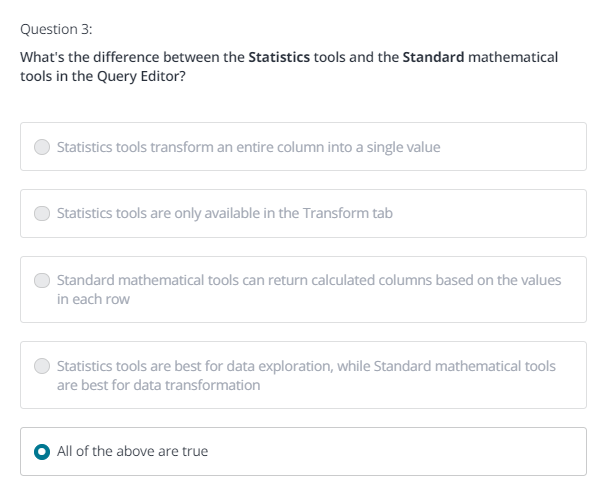 Question 3:
What's the difference between the Statistics tools and the Standard mathematical
tools in the Query Editor?
Statistics tools transform an entire column into a single value
Statistics tools are only available in the Transform tab
Standard mathematical tools can return calculated columns based on the values
in each row
Statistics tools are best for data exploration, while Standard mathematical tools
are best for data transformation
All of the above are true